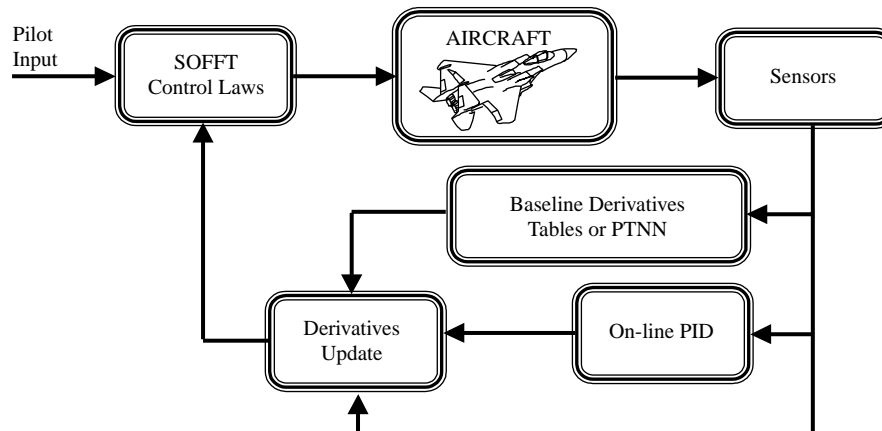 Pilot
Input
SOFFT
Control Laws
AIRCRAFT
Sensors
Baseline Derivatives
Tables or PTNN
Derivatives
Update
On-line PID